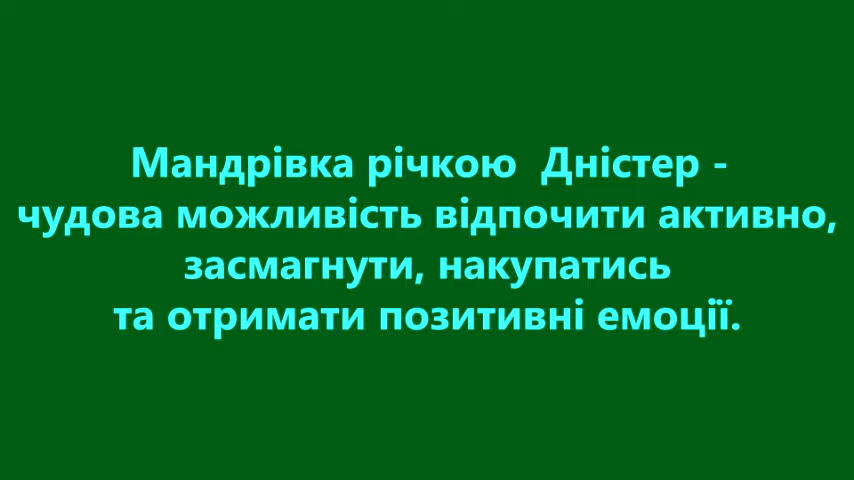 Мандрівка річкою  Дністер -
чудова можливість відпочити активно,
засмагнути, накупатись
та отримати позитивні емоції.